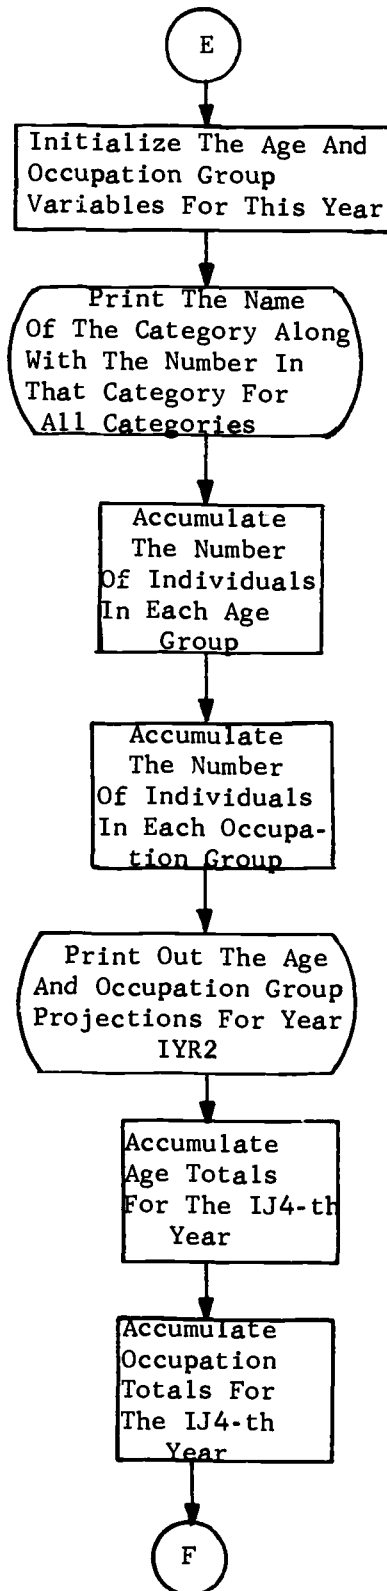 E
Initialize The Age And
Occupation Group
Variables For This Year
Print The Name
Of The Category Along
With The Number In
That Category For
All Categories
Accumulate
The Number
Of Individuals
In Each Age
Group
Accumulate
The Number
Of Individuals
In Each Occupa-
tion Group
Print Out The Age
And Occupation Group
Projections For Year
IYR2
Accumulate
Age Totals
For The IJ4-th
Year
Accumulate
Occupation
Totals For
The IJ4-th
Year
F